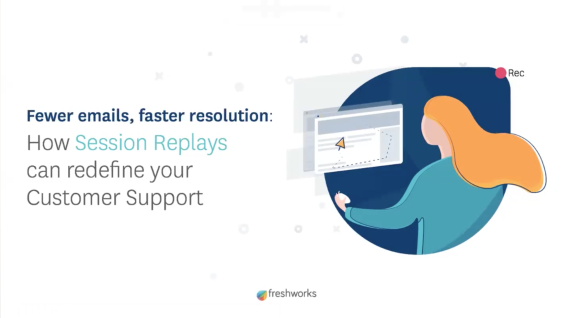 Rec
Fewer emails, faster resolution:
How Session Replays
can redefine your
Customer Support
freshworks